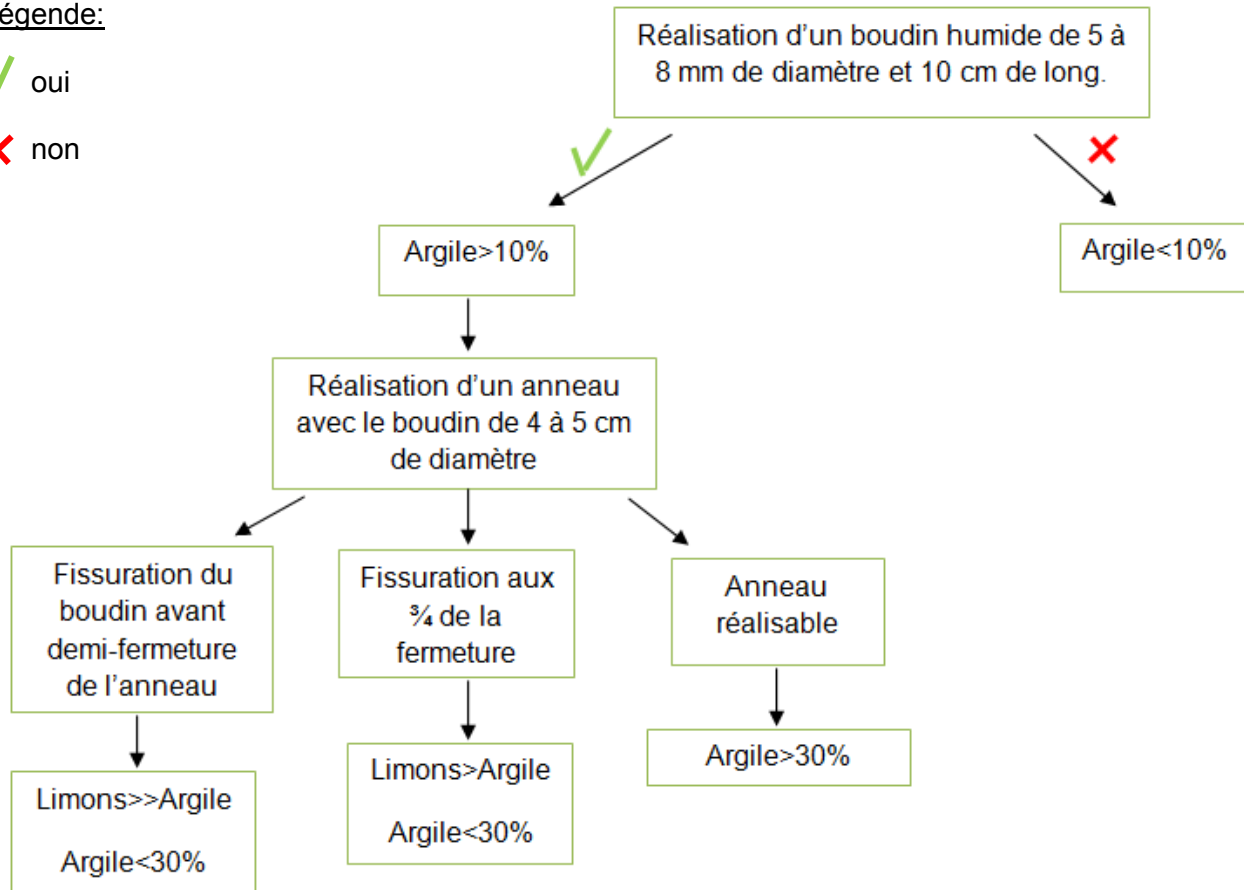 égende:
oui
non
Réalisation d’un boudin humide de 5 à
8 mm de diamètre et 10 cm de long.
Argile>10%
Argile<10%
Réalisation d’un anneau
avec le boudin de 4 à 5 cm
de diamètre
Fissuration du
boudin avant
demi-fermeture
de l’anneau
Fissuration aux
¾ de la
fermeture
Anneau
réalisable
Limons>>Argile
Argile<30%
Limons>Argile
Argile<30%
Argile>30%